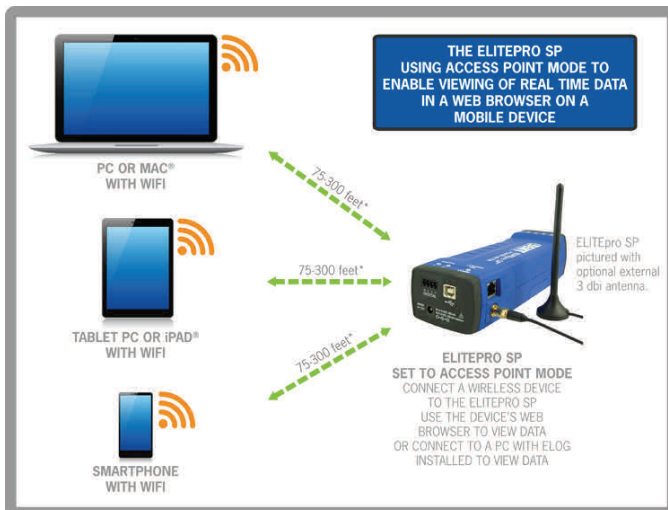 THE ELITEPRO SP
USING ACCESS POINT MODE TO
ENABLE VIEWING OF REAL TIME DATA
IN A WEB BROWSER ON A
MOBILE DEVICE
PC OR MAC®
WITH WIFI
75-300 feet*
TABLET PC OR iPAD®
WITH WIFI
75-300 feet*
SMARTPHONE
WITH WIFI
75-300 feet*
ELITEpro SP
pictured with
optional external
3 dbi antenna.
ELITEPRO SP
SET TO ACCESS POINT MODE
CONNECT A WIRELESS DEVICE
TO THE ELITEPRO SP
USE THE DEVICE'S WEB
BROWSER TO VIEW DATA
OR CONNECT TO A PC WITH ELOG
INSTALLED TO VIEW DATA